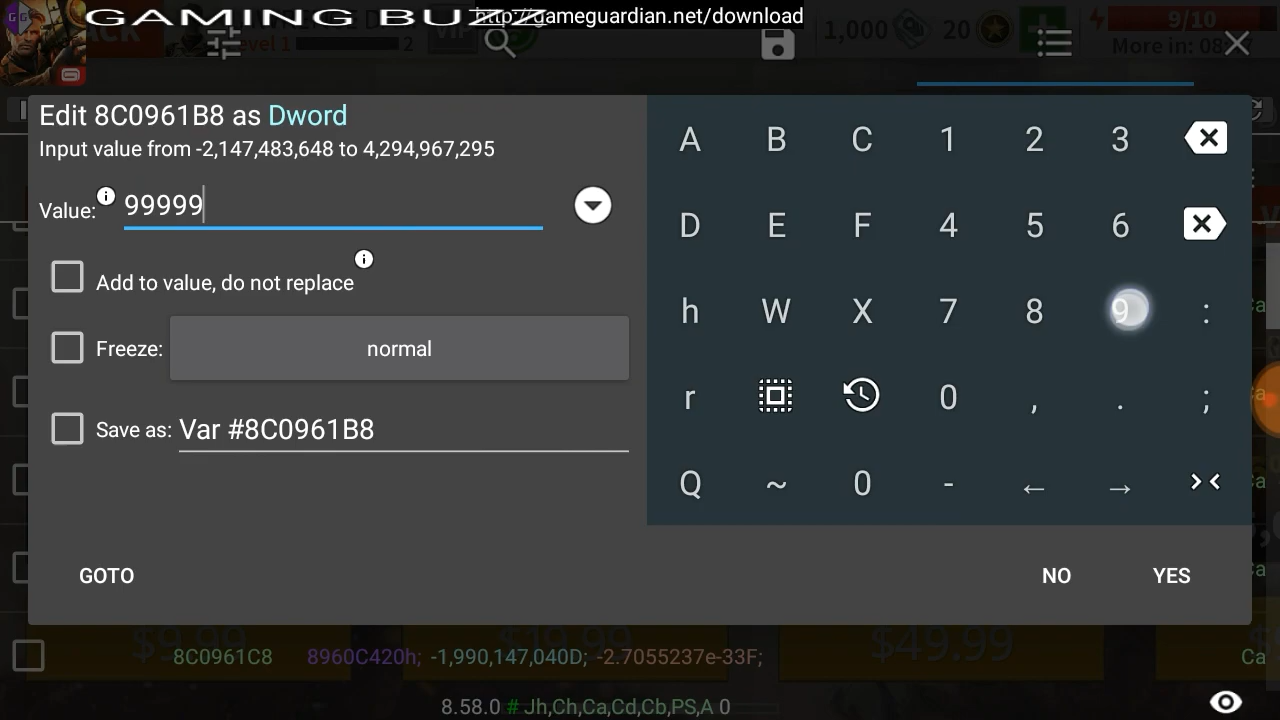 GAMING BUZZ
http://gameguardian.net/download
1,000
20
9/10
More in: 08
Level 1
2
VIP
Edit 8C0961B8 as Dword
Input value from -2,147,483,648 to 4,294,967,295
Value: 99999
Add to value, do not replace
Freeze: normal
Save as: Var #8C0961B8
A B C 1 2 3
D E F 4 5 6
h W X 7 8 9 :
r 0 , . ;
Q ~ 0 - ← →
GOTO
NO
YES
$9.99
$19.99
$49.99
8C0961C8 8960C420h; -1,990,147,040D; -2.7055237e-33F;
Ca
8.58.0 # Jh,Ch,Ca,Cd,Cb,PS,A 0